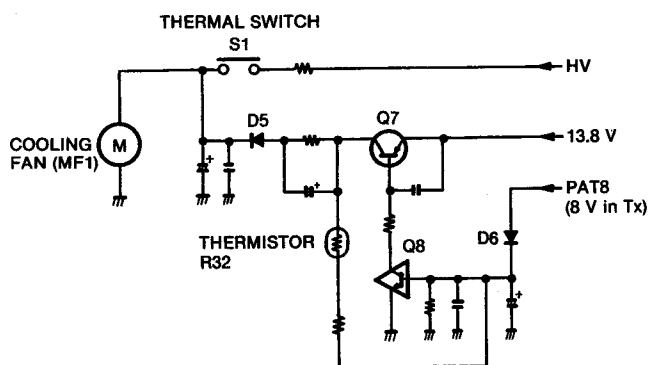 THERMAL SWITCH
S1
HV
D5
Q7
13.8 V
COOLING
FAN (MF1)
M
+
+
PAT8
(8 V in Tx)
THERMISTOR
R32
Q8
D6
+